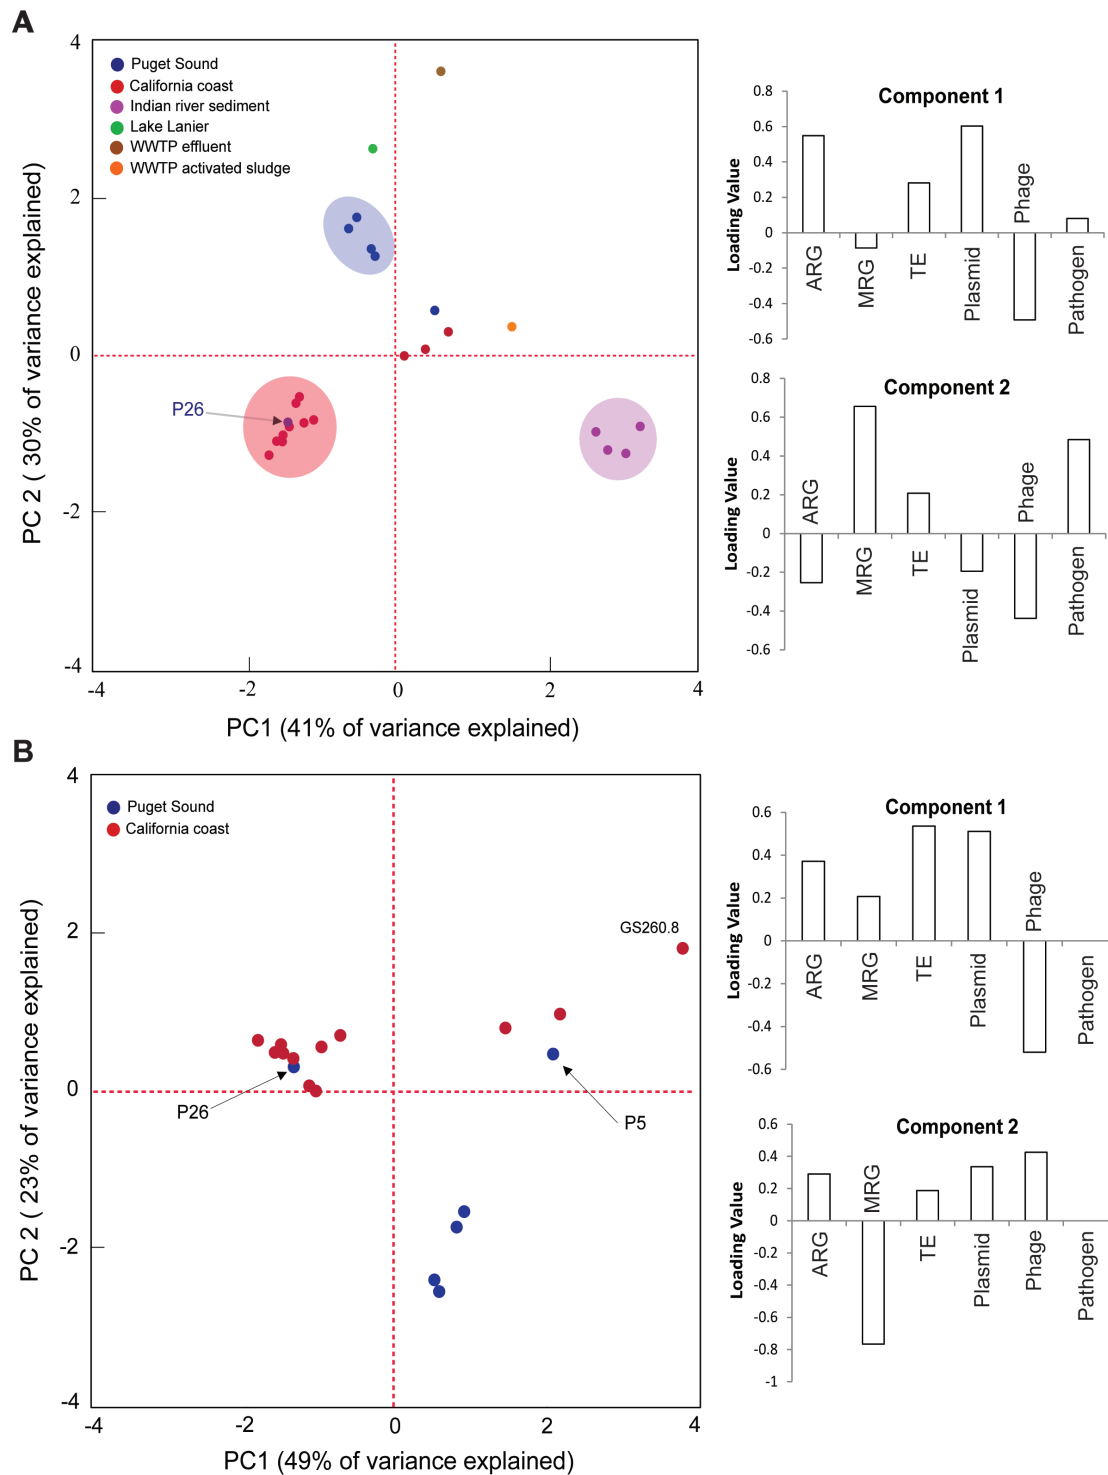 A
4
2
0
-2
-4
-4
-2
0
2
4
PC 2 ( 30% of variance explained)
PC1 (41% of variance explained)
Puget Sound
California coast
Indian river sediment
Lake Lanier
WWTP effluent
WWTP activated sludge
P26
Component 1
Loading Value
0.8
0.6
0.4
0.2
0
-0.2
-0.4
-0.6
ARG
MRG
TE
Plasmid
Phage
Pathogen
Component 2
Loading Value
0.8
0.6
0.4
0.2
0
-0.2
-0.4
-0.6
ARG
MRG
TE
Plasmid
Phage
Pathogen
B
4
2
0
-2
-4
-4
-2
0
2
4
PC 2 ( 23% of variance explained)
PC1 (49% of variance explained)
Puget Sound
California coast
GS260.8
P26
P5
Component 1
Loading Value
0.6
0.4
0.2
0
-0.2
-0.4
-0.6
ARG
MRG
TE
Plasmid
Phage
Pathogen
Component 2
Loading Value
0.6
0.4
0.2
0
-0.2
-0.4
-0.6
-0.8
-1
ARG
MRG
TE
Plasmid
Phage
Pathogen